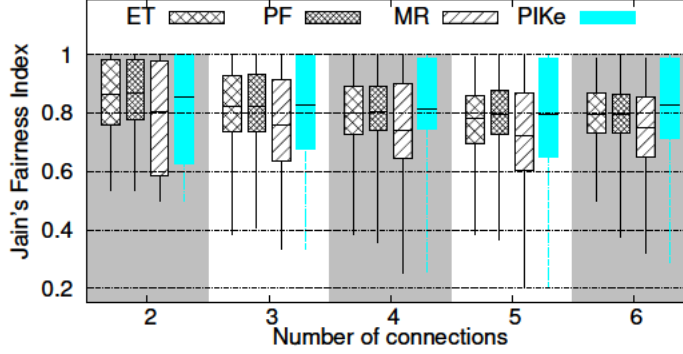 ET PF MR PIKe
Jain's Fairness Index
1
0.8
0.6
0.4
0.2
2 3 4 5 6
Number of connections